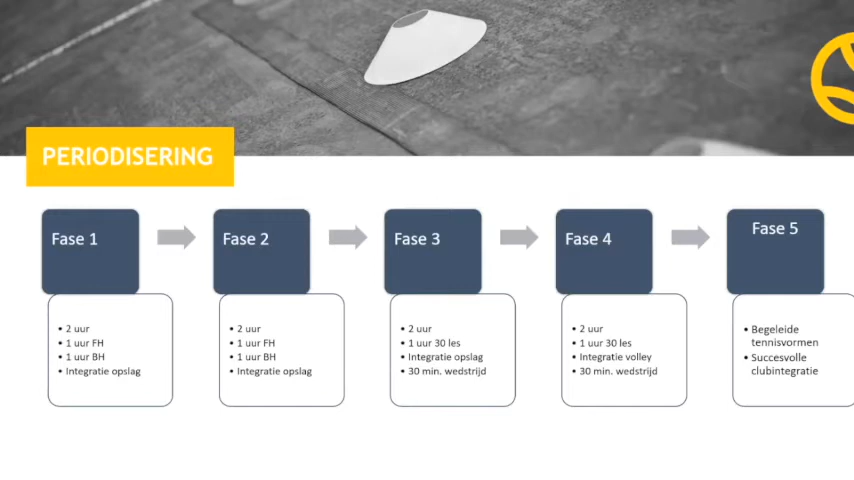 PERIODISERING
Fase 1
• 2 uur
• 1 uur FH
• 1 uur BH
• Integratie opslag
Fase 2
• 2 uur
• 1 uur FH
• 1 uur BH
• Integratie opslag
Fase 3
• 2 uur
• 1 uur 30 les
• Integratie opslag
• 30 min. wedstrijd
Fase 4
• 2 uur
• 1 uur 30 les
• Integratie volley
• 30 min. wedstrijd
Fase 5
• Begeleide
tennisvormen
• Succesvolle
clubintegratie